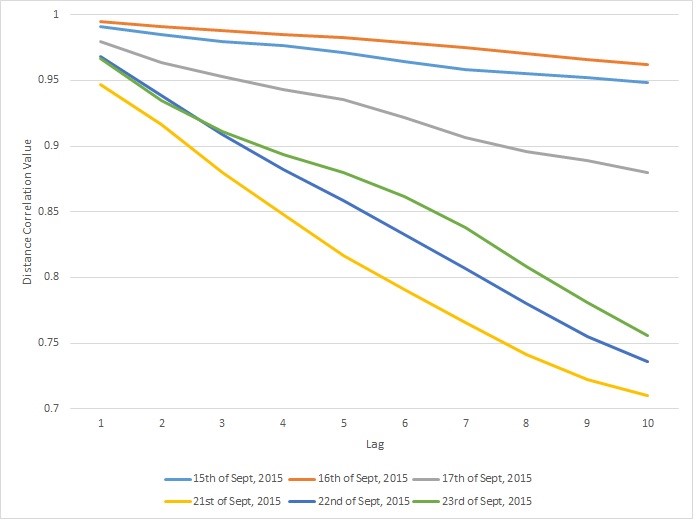 1
0.95
0.9
0.85
0.8
0.75
0.7
Distance Correlation Value
1 2 3 4 5 6 7 8 9 10
Lag
15th of Sept, 2015 16th of Sept, 2015 17th of Sept, 2015
21st of Sept, 2015 22nd of Sept, 2015 23rd of Sept, 2015